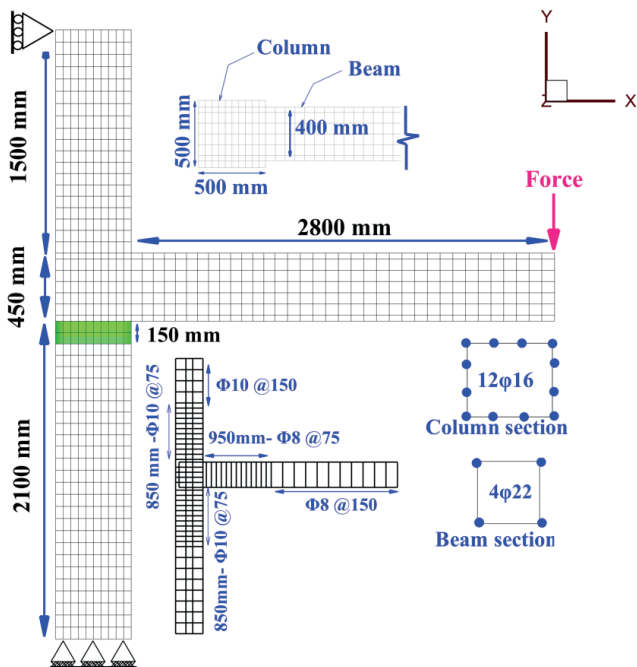 Column
Beam
Y
X
Z
1500 mm
500 mm
400 mm
500 mm
Force
2800 mm
450 mm
150 mm
2100 mm
850 mm -Φ10 @75
Φ10 @150
950mm- Φ8 @75
Φ8 @150
850mm- Φ10 @75
12φ16
Column section
4φ22
Beam section